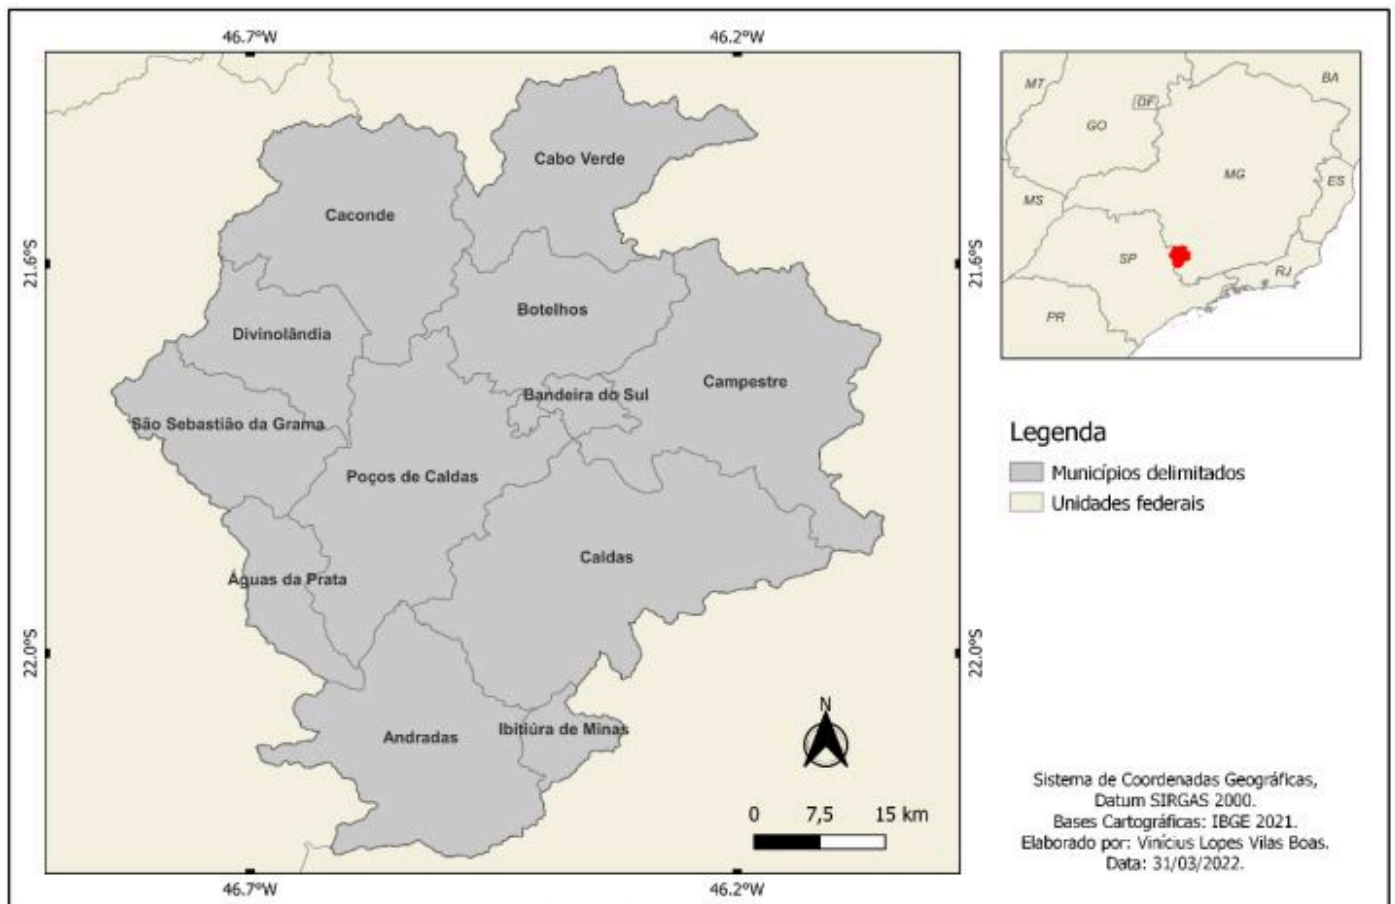 46.7°W 46.2°W
21.6°S
22.0°S
Cabo Verde
Caconde
Botelhos
Divinolândia
Campestre
Bandeira do Sul
São Sebastião da Grama
Poços de Caldas
Caldas
Águas da Prata
Ibitiúra de Minas
Andradas
N
0 7,5 15 km
21.6°S
22.0°S
46.7°W 46.2°W
MT
BA
DF
GO
MG
ES
MS
SP
RJ
PR
Legenda
Municípios delimitados
Unidades federais
Sistema de Coordenadas Geográficas,
Datum SIRGAS 2000.
Bases Cartográficas: IBGE 2021.
Elaborado por: Vinícius Lopes Vilas Boas.
Data: 31/03/2022.